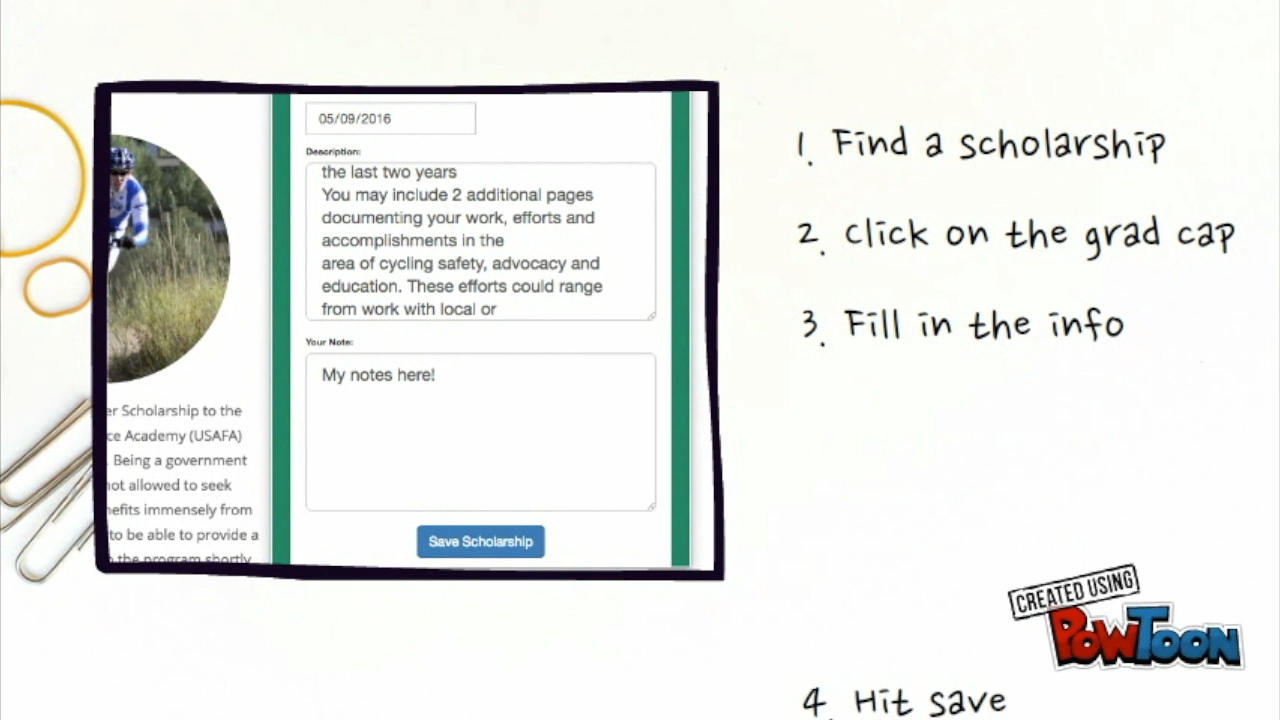 05/09/2016
Description:
the last two years
You may include 2 additional pages
documenting your work, efforts and
accomplishments in the
area of cycling safety, advocacy and
education. These efforts could range
from work with local or
Your Note:
My notes here!
Save Scholarship
Scholarship to the
Academy (USAFA)
Being a government
allowed to seek
immensely from
to be able to provide a
the program shortly
1. Find a scholarship
2. Click on the grad cap
3. Fill in the info
4. Hit save
CREATED USING
POWTOON